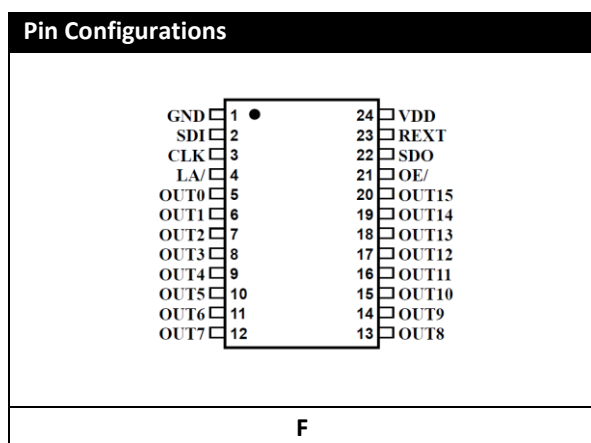 Pin Configurations
GND 1 24 VDD
SDI 2 23 REXT
CLK 3 22 SDO
LA/ 4 21 OE/
OUT0 5 20 OUT15
OUT1 6 19 OUT14
OUT2 7 18 OUT13
OUT3 8 17 OUT12
OUT4 9 16 OUT11
OUT5 10 15 OUT10
OUT6 11 14 OUT9
OUT7 12 13 OUT8
F